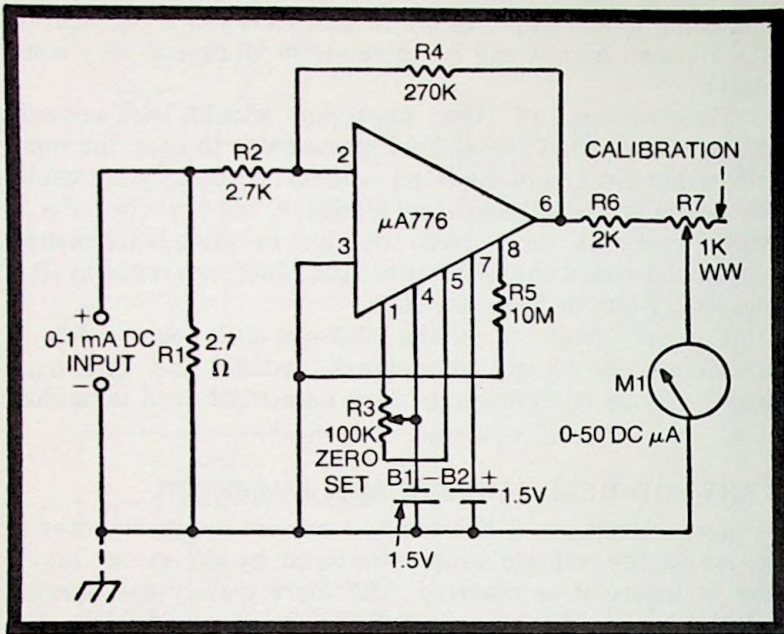 R4
270K
R2
2.7K
2
CALIBRATION
μA776
6
R6
2K
R7
1K
WW
3
8
7
5
4
1
R5
10M
+
0-1 mA DC
INPUT
−
R1
2.7
Ω
M1
0-50 DC μA
R3
100K
ZERO
SET
B1
−
B2
+
1.5V
1.5V